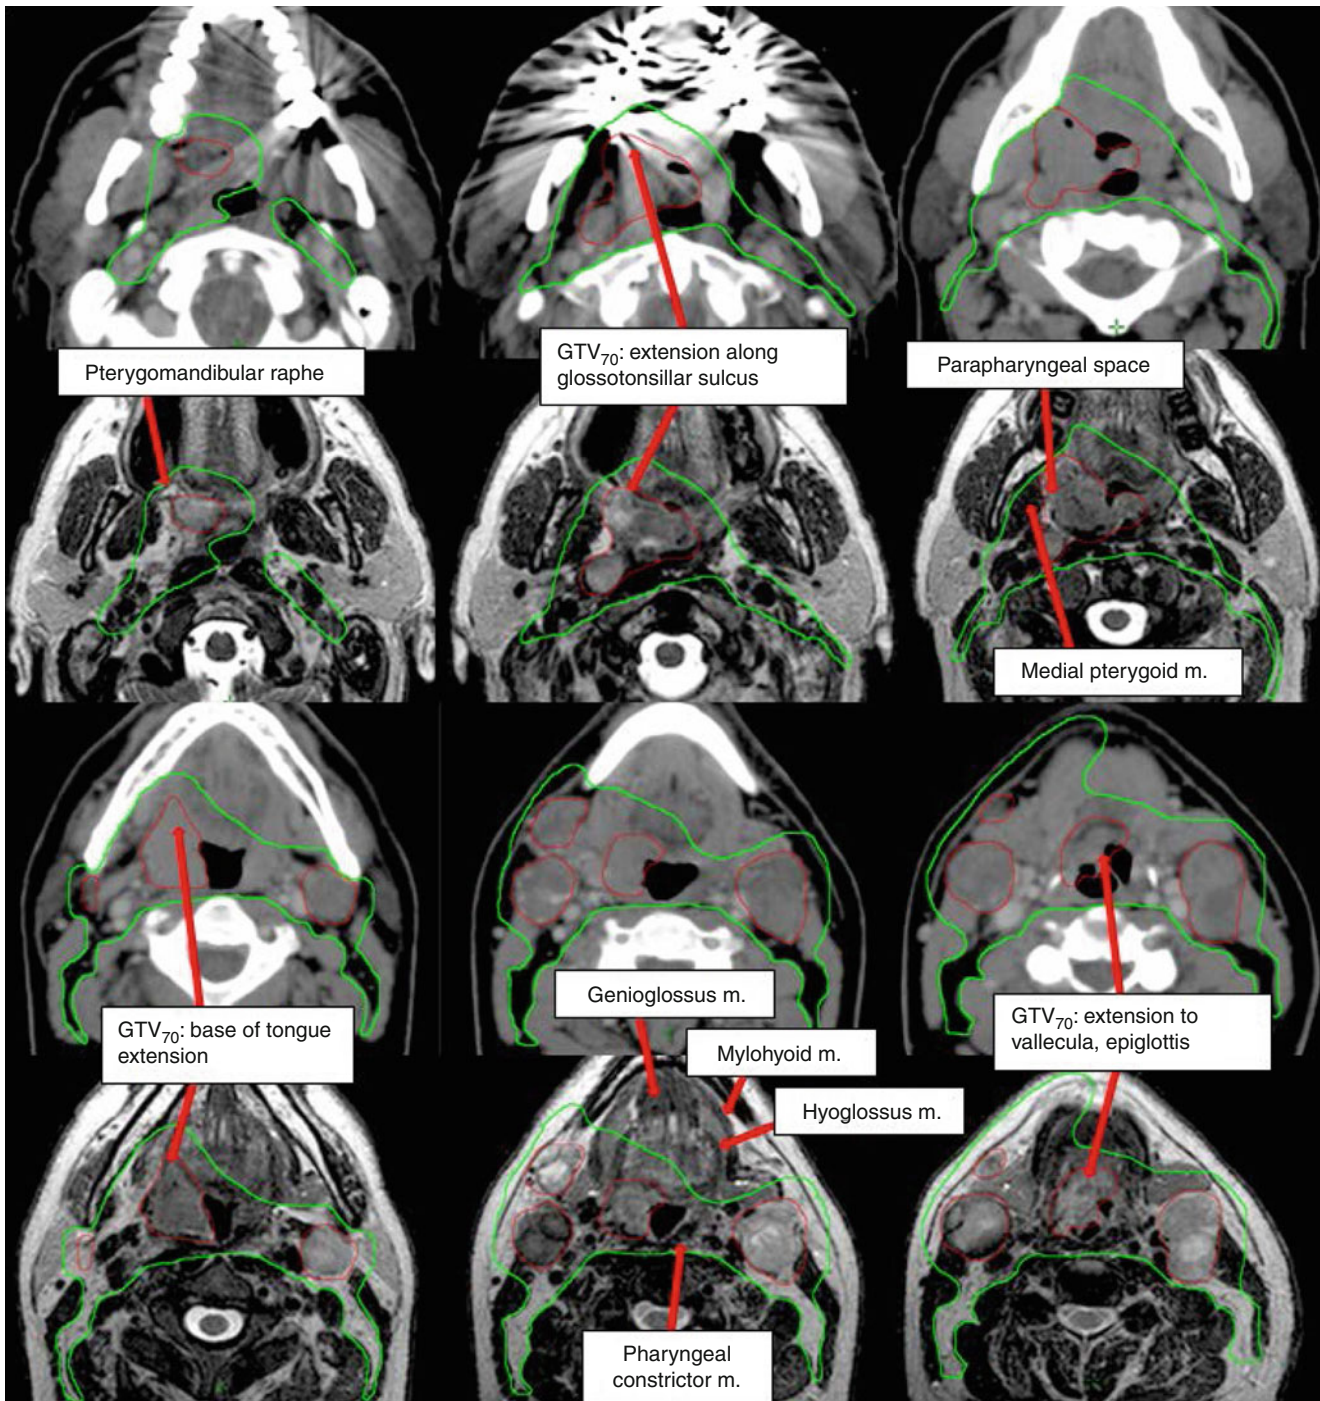 Pterygomandibular raphe
GTV70: extension along
glossotonsillar sulcus
Parapharyngeal space
Medial pterygoid m.
GTV70: base of tongue
extension
Genioglossus m.
Mylohyoid m.
Hyoglossus m.
GTV70: extension to
vallecula, epiglottis
Pharyngeal
constrictor m.